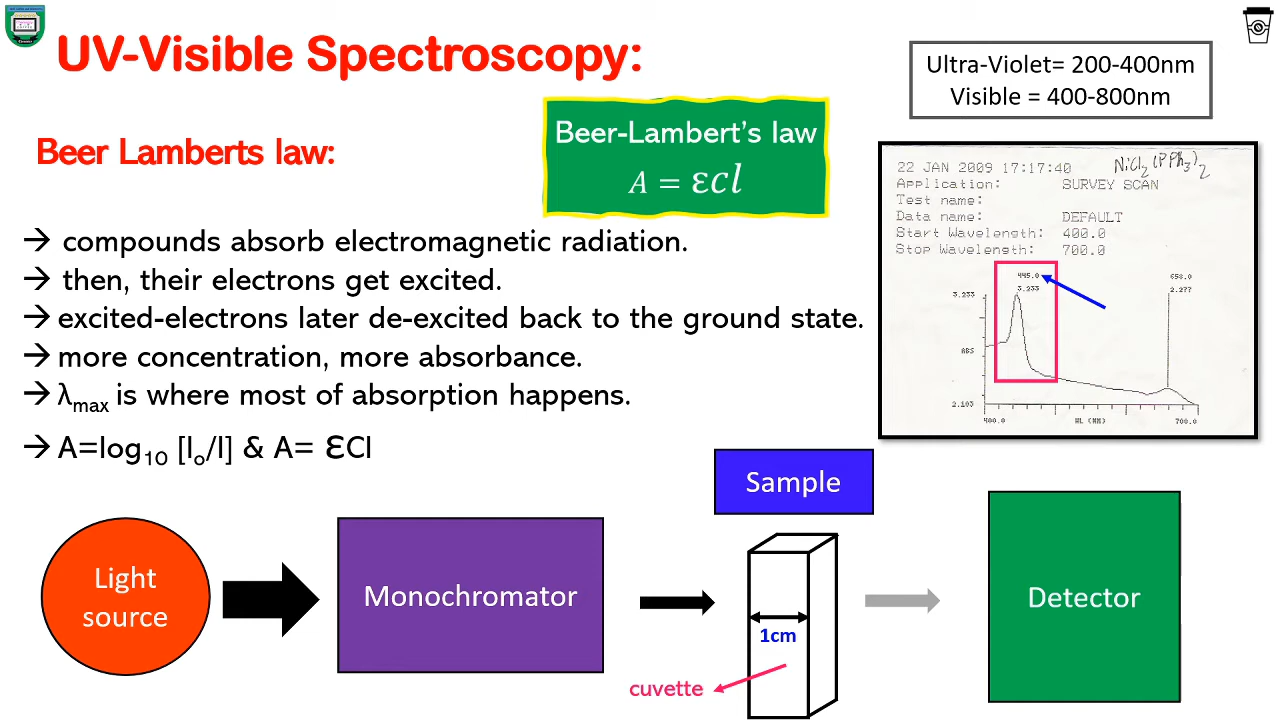 UV-Visible Spectroscopy:
Ultra-Violet= 200-400nm
Visible = 400-800nm
Beer Lamberts law:
Beer-Lambert's law
A = εcl
→ compounds absorb electromagnetic radiation.
→ then, their electrons get excited.
→ excited-electrons later de-excited back to the ground state.
→ more concentration, more absorbance.
→ λmax is where most of absorption happens.
→ A=log10 [Io/I] & A= εCl
22 JAN 2009 17:17:40 NiCl2(PPh3)2
Application: SURVEY SCAN
Test name:
Data name: DEFAULT
Start Wavelength: 400.0
Stop Wavelength: 700.0
445.0
3.233
658.0
2.277
3.233
ABS
2.103
400.0
WL (NM)
700.0
Light
source
Monochromator
Sample
1cm
cuvette
Detector